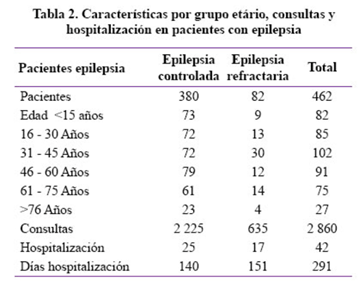 Tabla 2. Características por grupo etário, consultas y
hospitalización en pacientes con epilepsia
Pacientes epilepsia Epilepsia controlada Epilepsia refractaria Total
Pacientes 380 82 462
Edad <15 años 73 9 82
16 - 30 Años 72 13 85
31 - 45 Años 72 30 102
46 - 60 Años 79 12 91
61 - 75 Años 61 14 75
>76 Años 23 4 27
Consultas 2 225 635 2 860
Hospitalización 25 17 42
Días hospitalización 140 151 291